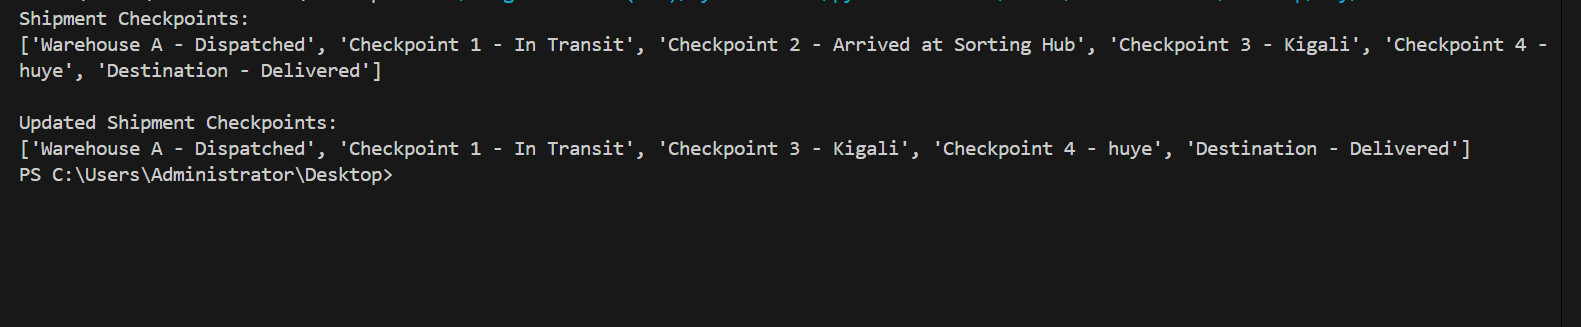 Shipment Checkpoints:
['Warehouse A - Dispatched', 'Checkpoint 1 - In Transit', 'Checkpoint 2 - Arrived at Sorting Hub', 'Checkpoint 3 - Kigali', 'Checkpoint 4 -
huye', 'Destination - Delivered']
Updated Shipment Checkpoints:
['Warehouse A - Dispatched', 'Checkpoint 1 - In Transit', 'Checkpoint 3 - Kigali', 'Checkpoint 4 - huye', 'Destination - Delivered']
PS C:\Users\Administrator\Desktop>